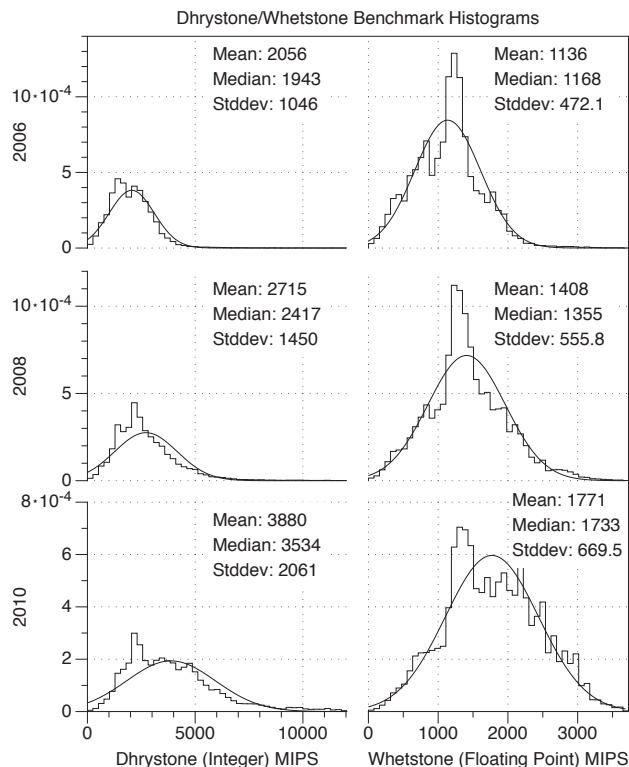 Dhrystone/Whetstone Benchmark Histograms
2006
10*10⁻⁴
5
0
Mean: 2056
Median: 1943
Stddev: 1046
Mean: 1136
Median: 1168
Stddev: 472.1
2008
10*10⁻⁴
5
0
Mean: 2715
Median: 2417
Stddev: 1450
Mean: 1408
Median: 1355
Stddev: 555.8
2010
8*10⁻⁴
6
4
2
0
Mean: 3880
Median: 3534
Stddev: 2061
Mean: 1771
Median: 1733
Stddev: 669.5
0 5000 10000
0 1000 2000 3000
Dhrystone (Integer) MIPS
Whetstone (Floating Point) MIPS